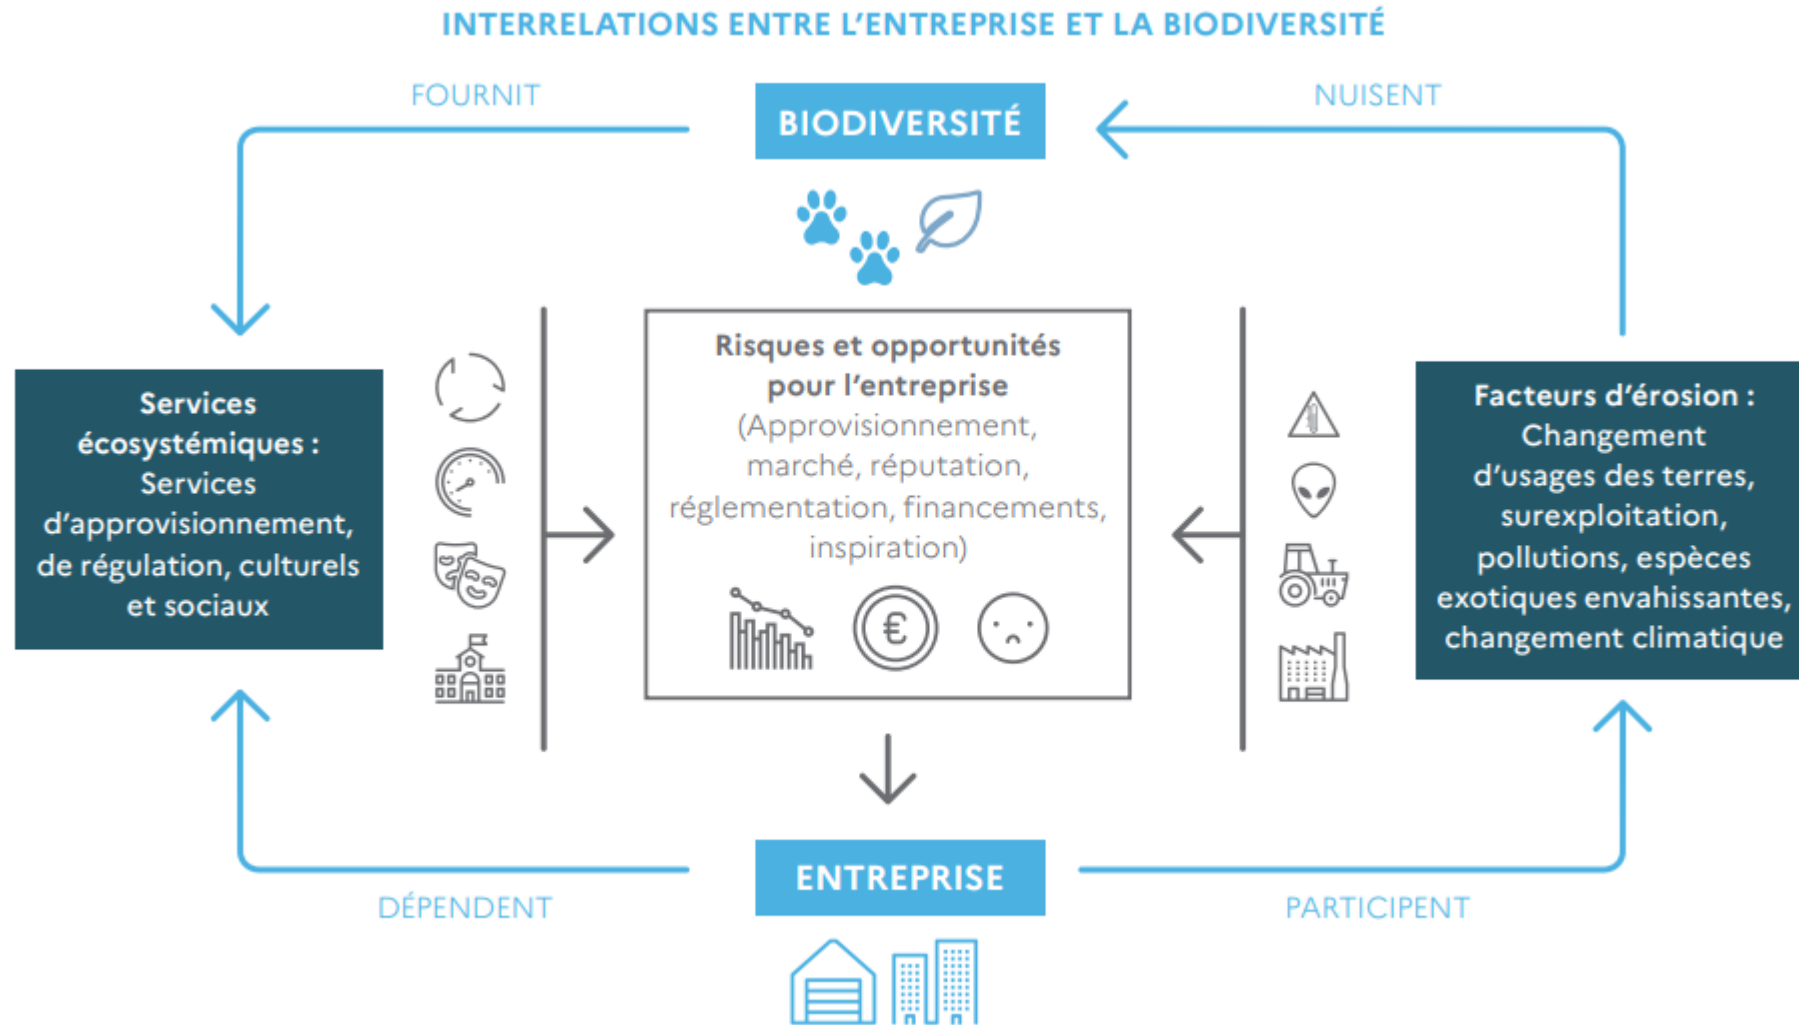 INTERRELATIONS ENTRE L'ENTREPRISE ET LA BIODIVERSITÉ
FOURNIT
BIODIVERSITÉ
NUISENT
Services
écosystémiques :
Services
d'approvisionnement,
de régulation, culturels
et sociaux
Risques et opportunités
pour l'entreprise
(Approvisionnement,
marché, réputation,
réglementation, financements,
inspiration)
€
Facteurs d'érosion :
Changement
d'usages des terres,
surexploitation,
pollutions, espèces
exotiques envahissantes,
changement climatique
DÉPENDENT
ENTREPRISE
PARTICIPENT